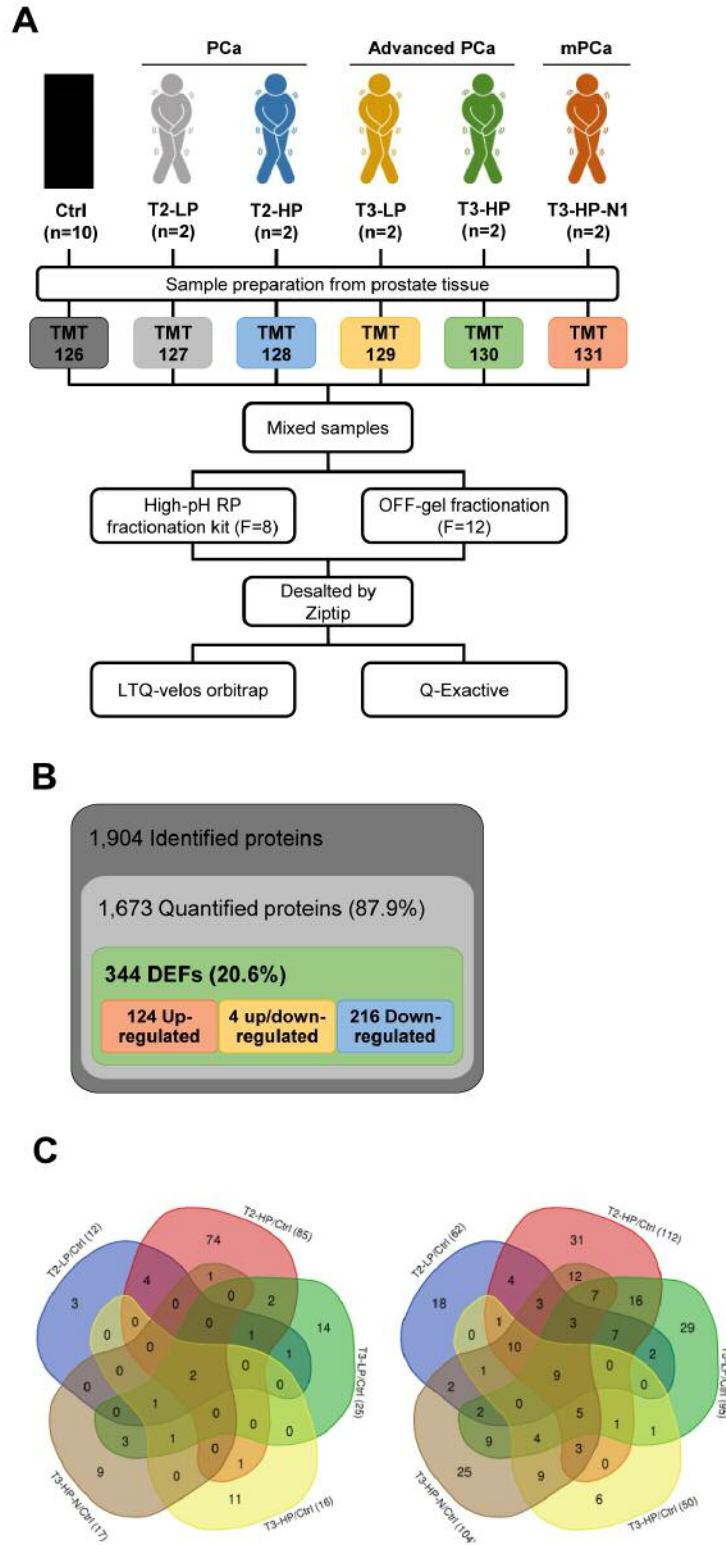 A
PCa
Advanced PCa
mPCa
Ctrl
(n=10)
T2-LP
(n=2)
T2-HP
(n=2)
T3-LP
(n=2)
T3-HP
(n=2)
T3-HP-N1
(n=2)
Sample preparation from prostate tissue
TMT
126
TMT
127
TMT
128
TMT
129
TMT
130
TMT
131
Mixed samples
High-pH RP
fractionation kit (F=8)
OFF-gel fractionation
(F=12)
Desalted by
Ziptip
LTQ-velos orbitrap
Q-Exactive
B
1,904 Identified proteins
1,673 Quantified proteins (87.9%)
344 DEFs (20.6%)
124 Up-
regulated
4 up/down-
regulated
216 Down-
regulated
C
T2-LP/Ctrl (12)
T2-HP/Ctrl (85)
T3-LP/Ctrl (25)
T3-HP/Ctrl (16)
T3-HP-N/Ctrl (17)
74
4
1
0
0
2
3
14
0
0
0
1
1
0
0
0
0
0
2
0
0
1
0
0
0
3
1
0
0
1
9
11
T2-LP/Ctrl (62)
T2-HP/Ctrl (112)
T3-HP/Ctrl (50)
T3-HP-N/Ctrl (104)
31
4
12
3
7
16
18
29
0
1
3
7
2
10
0
0
1
9
2
2
0
5
1
1
9
4
3
0
25
9
6